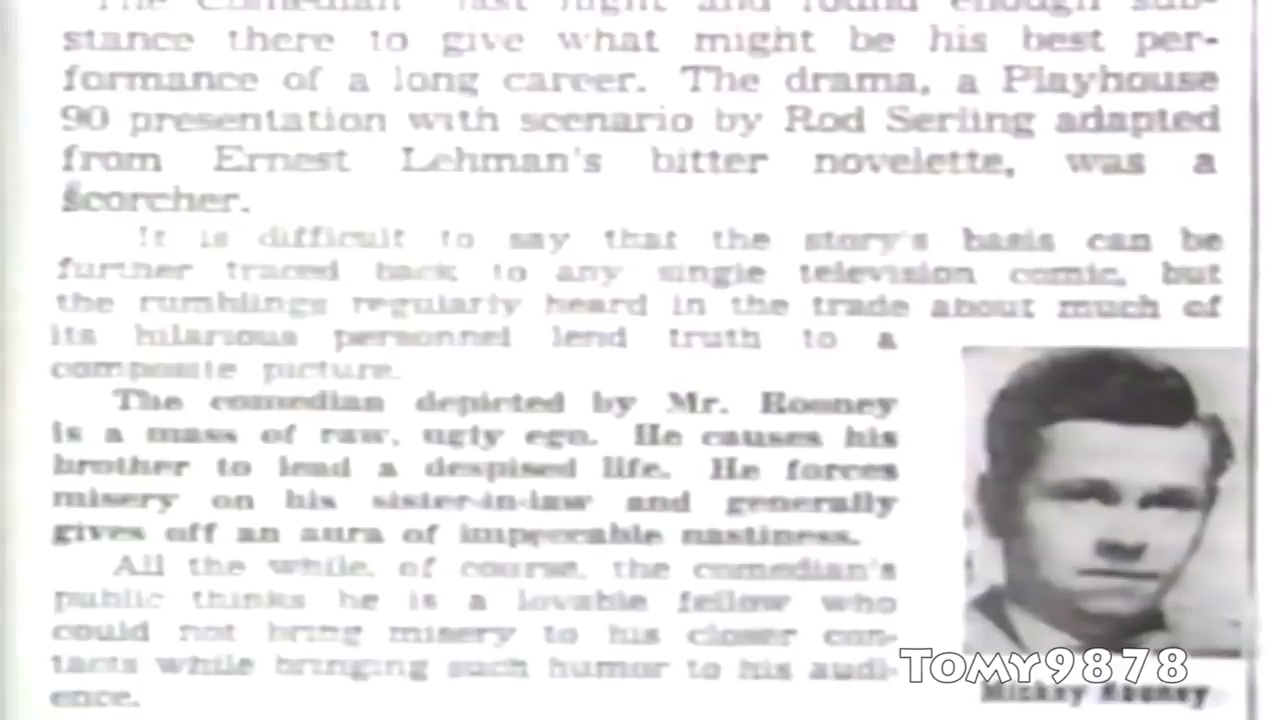 The Comedian" last night and found enough sub-
stance there to give what might be his best per-
formance of a long career. The drama, a Playhouse
90 presentation with scenario by Rod Serling adapted
from Ernest Lehman's bitter novelette, was a
scorcher.
It is difficult to say that the story's basis can be
further traced back to any single television comic, but
the rumblings regularly heard in the trade about much of
its hilarious personnel lend truth to a
composite picture.
The comedian depicted by Mr. Rooney
is a mass of raw, ugly ego. He causes his
brother to lead a despised life. He forces
misery on his sister-in-law and generally
gives off an aura of impeccable nastiness.
All the while, of course, the comedian's
public thinks he is a lovable fellow who
could not bring misery to his closer con-
tacts while bringing such humor to his audi-
ence.
Mickey Rooney
TOMY9878